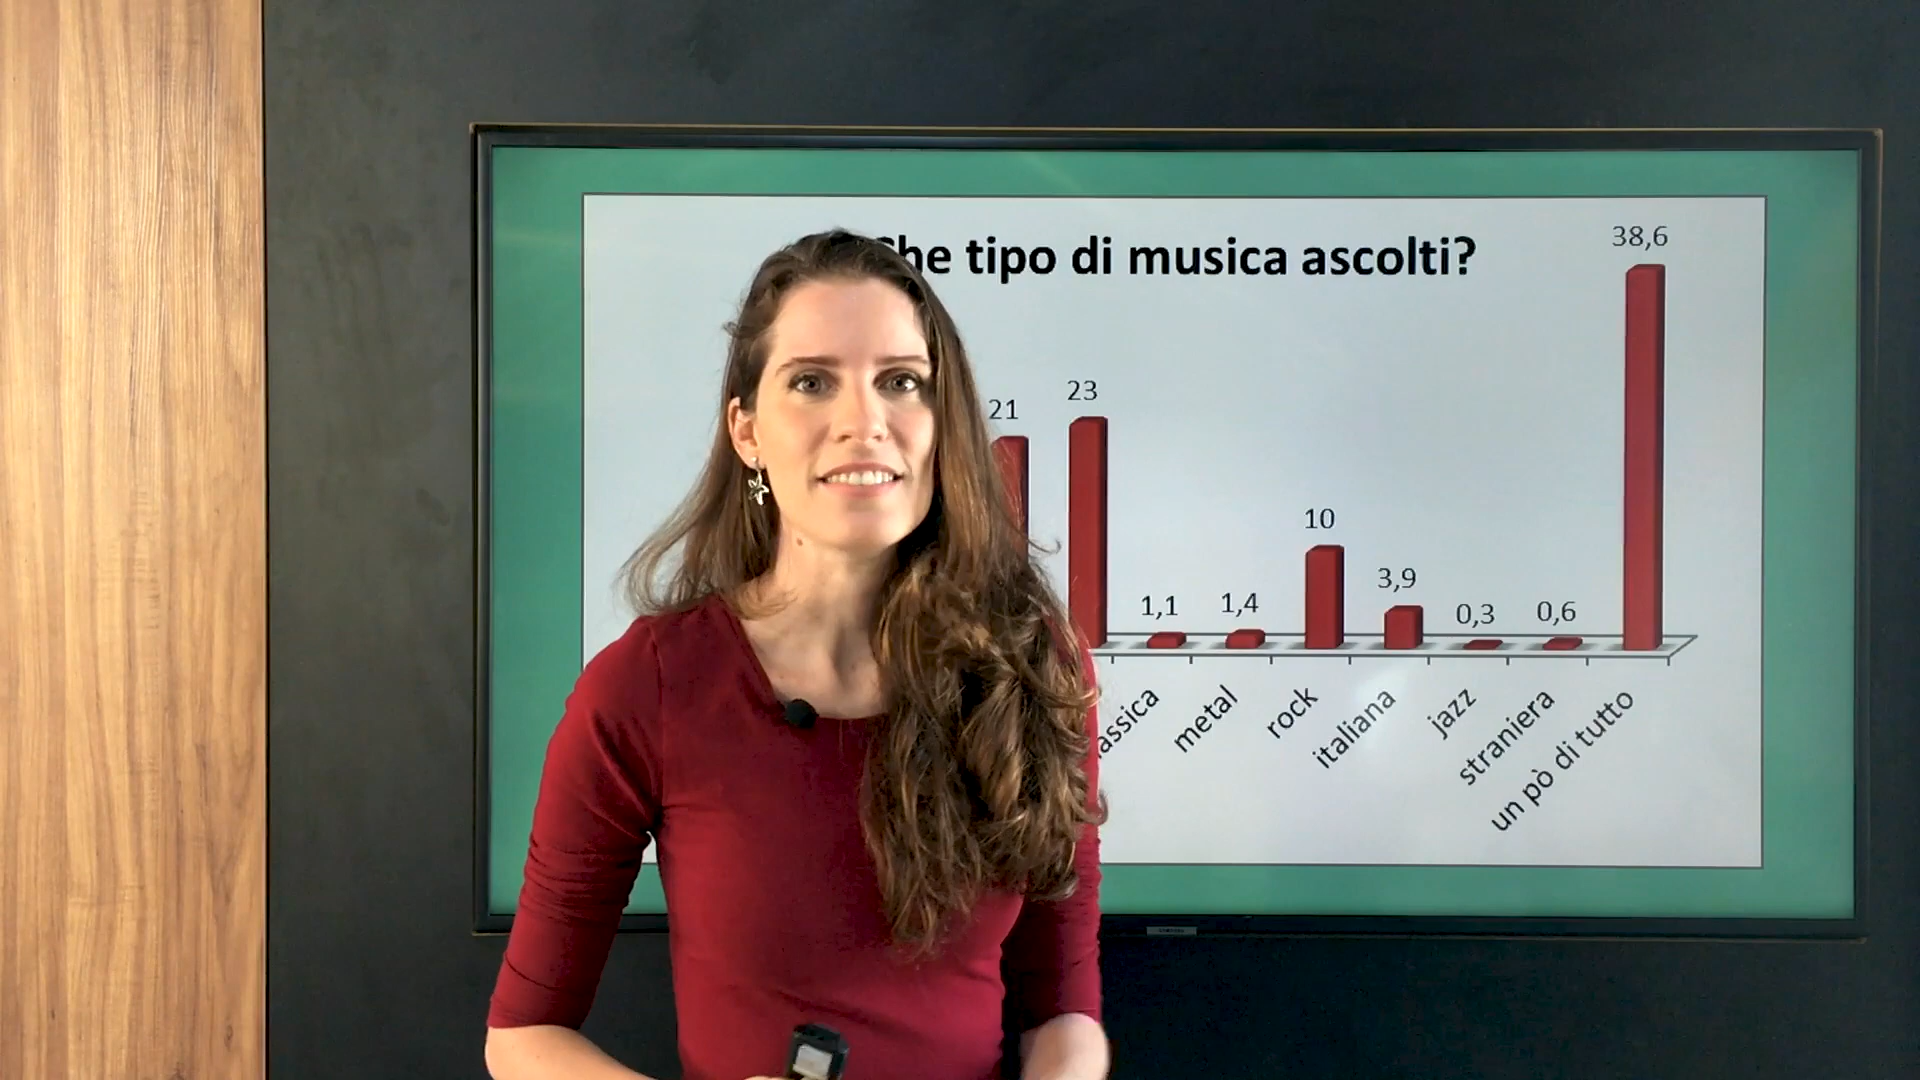 he tipo di musica ascolti?
38,6
21
23
1,1
1,4
10
3,9
0,3
0,6
assica
metal
rock
italiana
jazz
straniera
un pò di tutto